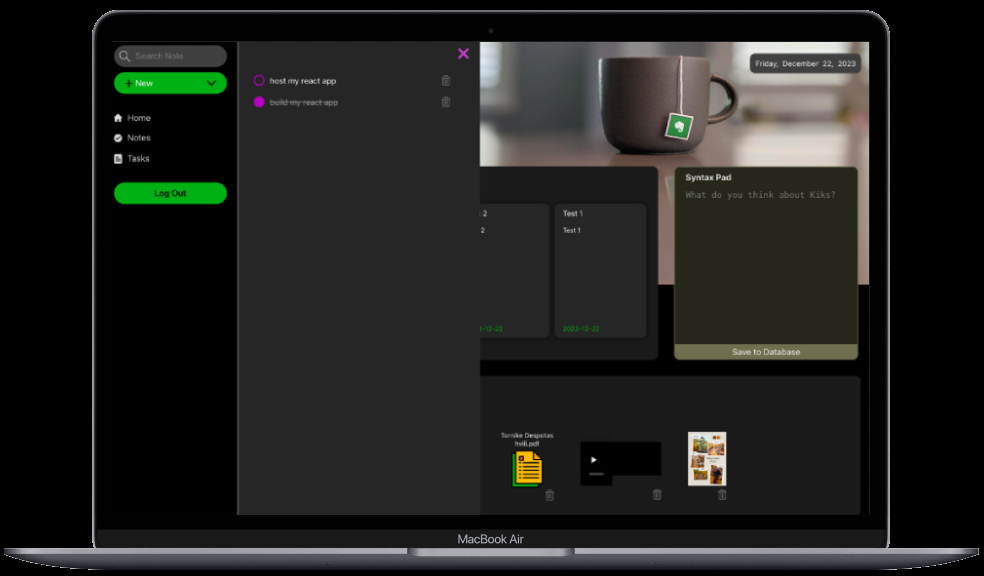 Search Note
+ New
Home
Notes
Tasks
Log Out
host my react app
build my react app
Friday, December 22, 2023
2
2
Test 1
Test 1
-12-22
2023-12-22
Syntax Pad
What do you think about Kiks?
Save to Database
Tornike Despotas
hvili.pdf
MacBook Air